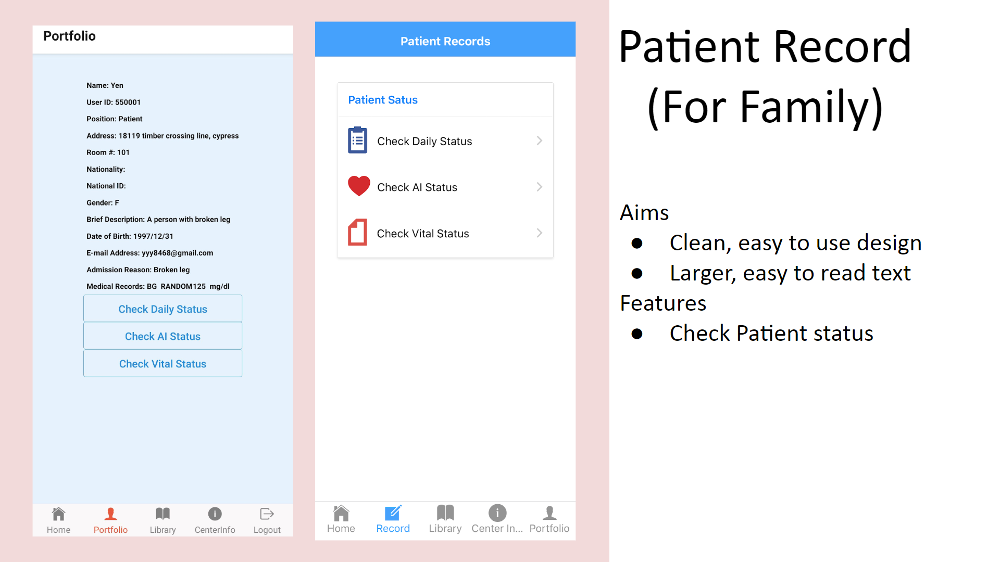 Portfolio
Name: Yen
User ID: 550001
Position: Patient
Address: 18119 timber crossing line, cypress
Room #: 101
Nationality:
National ID:
Gender: F
Brief Description: A person with broken leg
Date of Birth: 1997/12/31
E-mail Address: yyy8468@gmail.com
Admission Reason: Broken leg
Medical Records: BG  RANDOM125  mg/dl
Check Daily Status
Check AI Status
Check Vital Status
Home
Portfolio
Library
CenterInfo
Logout
Patient Records
Patient Satus
Check Daily Status
Check AI Status
Check Vital Status
Home
Record
Library
Center In...
Portfolio
Patient Record
(For Family)
Aims
● Clean, easy to use design
● Larger, easy to read text
Features
● Check Patient status